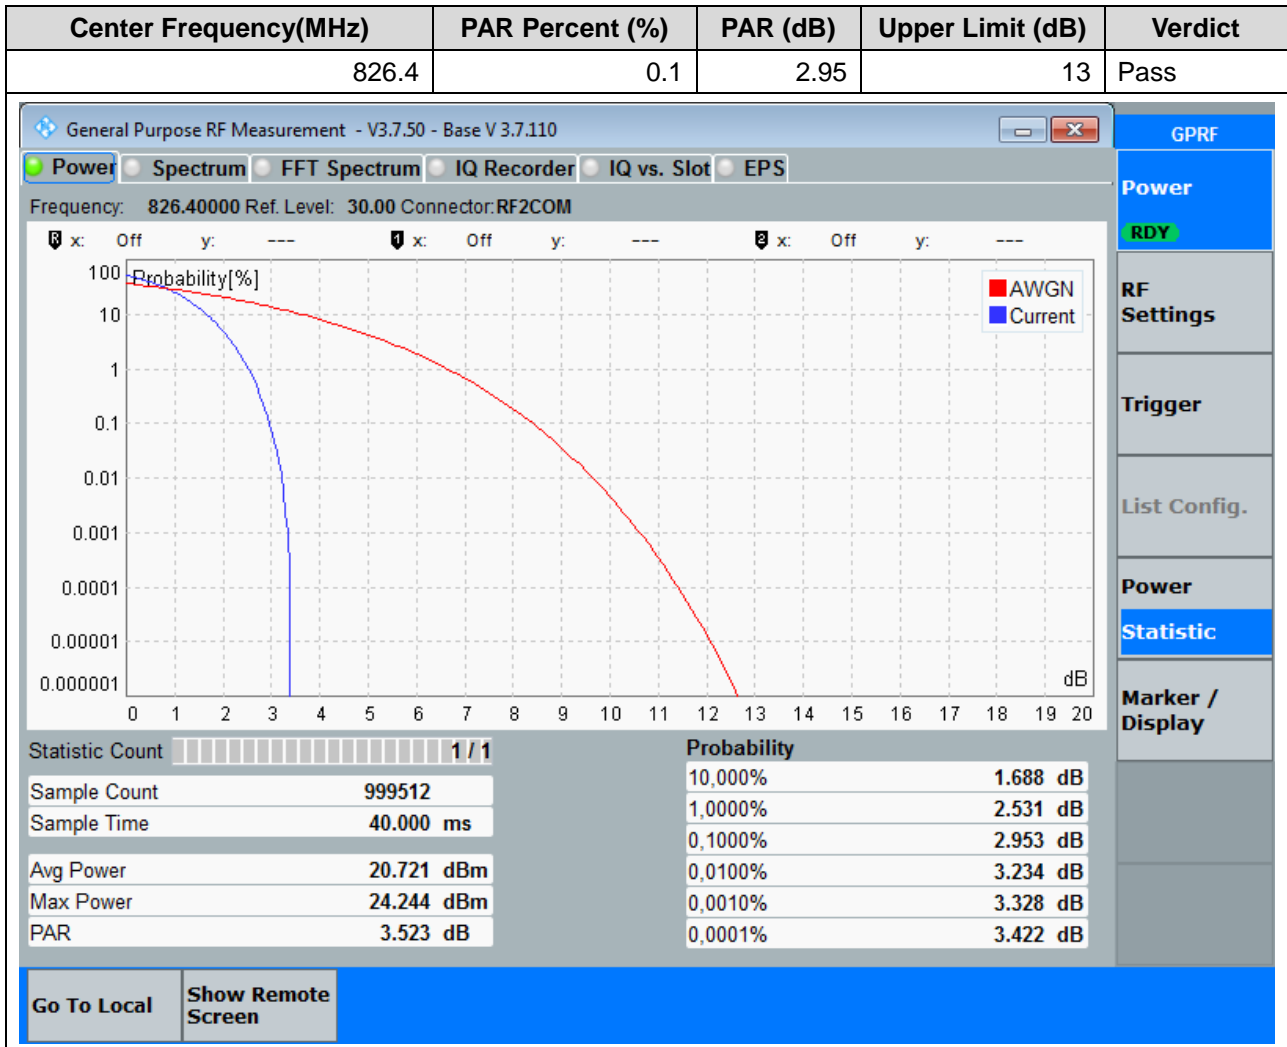 Center Frequency(MHz) PAR Percent (%) PAR (dB) Upper Limit (dB) Verdict
826.4 0.1 2.95 13 Pass
General Purpose RF Measurement - V3.7.50 - Base V 3.7.110
GPRF
Power Spectrum FFT Spectrum IQ Recorder IQ vs. Slot EPS
Power
RDY
Frequency: 826.40000 Ref. Level: 30.00 Connector:RF2COM
R x: Off y: --- 1 x: Off y: --- 2 x: Off y: ---
Probability[%]
AWGN
Current
100
10
1
0.1
0.01
0.001
0.0001
0.00001
0.000001
dB
0 1 2 3 4 5 6 7 8 9 10 11 12 13 14 15 16 17 18 19 20
RF
Settings
Trigger
List Config.
Power
Statistic
Marker /
Display
Statistic Count 1 / 1
Sample Count 999512
Sample Time 40.000 ms
Avg Power 20.721 dBm
Max Power 24.244 dBm
PAR 3.523 dB
Probability
10,000% 1.688 dB
1,0000% 2.531 dB
0,1000% 2.953 dB
0,0100% 3.234 dB
0,0010% 3.328 dB
0,0001% 3.422 dB
Go To Local
Show Remote
Screen